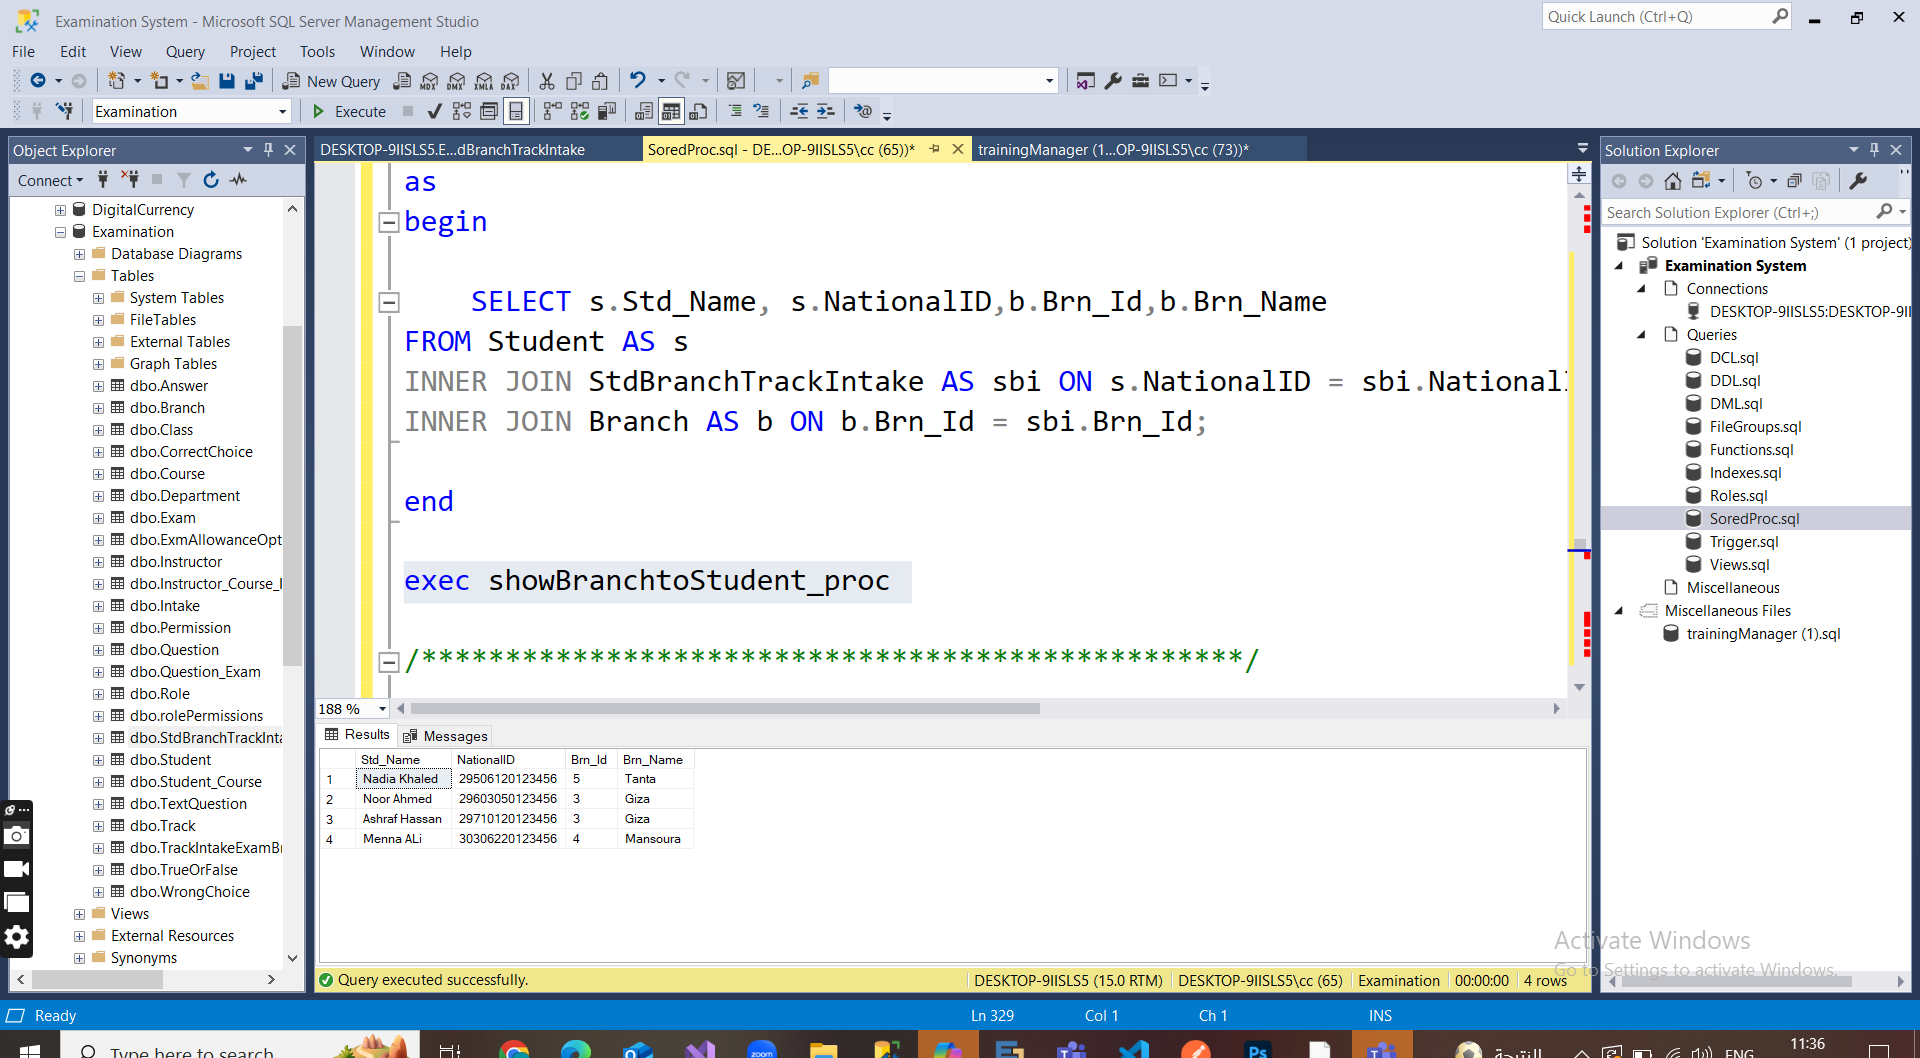 Examination System - Microsoft SQL Server Management Studio
Quick Launch (Ctrl+Q)
File Edit View Query Project Tools Window Help
New Query
MDX DMX XMLA DAX
Examination
Execute
Object Explorer
Connect
DigitalCurrency
Examination
Database Diagrams
Tables
System Tables
FileTables
External Tables
Graph Tables
dbo.Answer
dbo.Branch
dbo.Class
dbo.CorrectChoice
dbo.Course
dbo.Department
dbo.Exam
dbo.ExmAllowanceOpt
dbo.Instructor
dbo.Instructor_Course_I
dbo.Intake
dbo.Permission
dbo.Question
dbo.Question_Exam
dbo.Role
dbo.rolePermissions
dbo.StdBranchTrackInta
dbo.Student
dbo.Student_Course
dbo.TextQuestion
dbo.Track
dbo.TrackIntakeExamBr
dbo.TrueOrFalse
dbo.WrongChoice
Views
External Resources
Synonyms
DESKTOP-9IISLS5.E...dBranchTrackIntake
SoredProc.sql - DE...OP-9IISLS5\cc (65))*
trainingManager (1...OP-9IISLS5\cc (73))*
as
begin
SELECT s.Std_Name, s.NationalID,b.Brn_Id,b.Brn_Name
FROM Student AS s
INNER JOIN StdBranchTrackIntake AS sbi ON s.NationalID = sbi.NationalI
INNER JOIN Branch AS b ON b.Brn_Id = sbi.Brn_Id;
end
exec showBranchtoStudent_proc
/*************************************************/
188 %
Results Messages
Std_Name NationalID Brn_Id Brn_Name
1 Nadia Khaled 29506120123456 5 Tanta
2 Noor Ahmed 29603050123456 3 Giza
3 Ashraf Hassan 29710120123456 3 Giza
4 Menna ALi 30306220123456 4 Mansoura
Query executed successfully.
DESKTOP-9IISLS5 (15.0 RTM) DESKTOP-9IISLS5\cc (65) Examination 00:00:00 4 rows
Solution Explorer
Search Solution Explorer (Ctrl+;)
Solution 'Examination System' (1 project)
Examination System
Connections
DESKTOP-9IISLS5:DESKTOP-9II
Queries
DCL.sql
DDL.sql
DML.sql
FileGroups.sql
Functions.sql
Indexes.sql
Roles.sql
SoredProc.sql
Trigger.sql
Views.sql
Miscellaneous
Miscellaneous Files
trainingManager (1).sql
Activate Windows
Go to Settings to activate Windows.
Ready
Ln 329 Col 1 Ch 1 INS
Type here to search
zoom
Ps
ENG
11:36